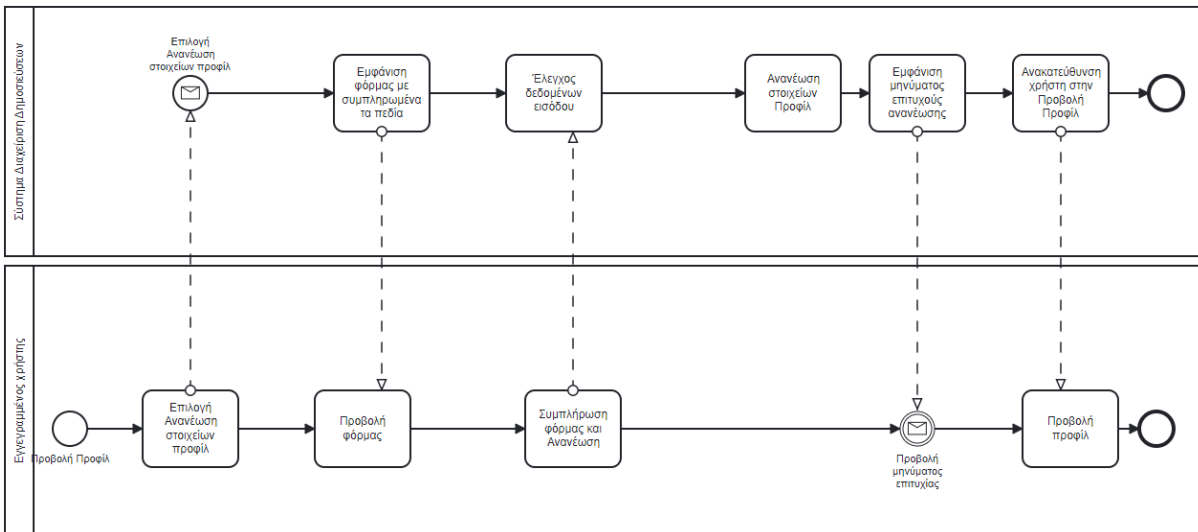 Σύστημα Διαχείριση Δημοσιεύσεων
Επιλογή
Ανανέωση
στοιχείων προφίλ
Εμφάνιση
φόρμας με
συμπληρωμένα
τα πεδία
Έλεγχος
δεδομένων
εισόδου
Ανανέωση
στοιχείων
Προφίλ
Εμφάνιση
μηνύματος
επιτυχούς
ανανέωσης
Ανακατεύθυνση
χρήστη στην
Προβολή
Προφίλ
Εγγεγραμμένος Χρήστης
Προβολή Προφίλ
Επιλογή
Ανανέωση
στοιχείων
προφίλ
Προβολή
φόρμας
Συμπλήρωση
φόρμας και
Ανανέωση
Προβολή
μηνύματος
επιτυχίας
Προβολή
προφίλ